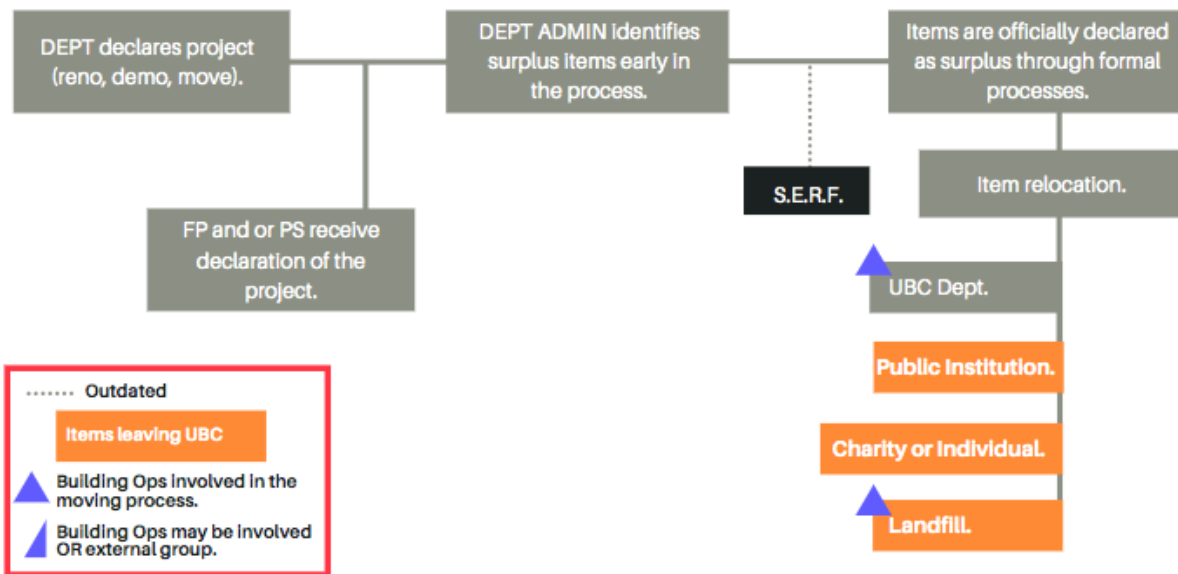 DEPT declares project
(reno, demo, move).
DEPT ADMIN identifies
surplus items early in
the process.
Items are officially declared
as surplus through formal
processes.
S.E.R.F.
Item relocation.
FP and or PS receive
declaration of the
project.
UBC Dept.
Public Institution.
Charity or Individual.
Landfill.
Outdated
Items leaving UBC
Building Ops involved in the
moving process.
Building Ops may be involved
OR external group.